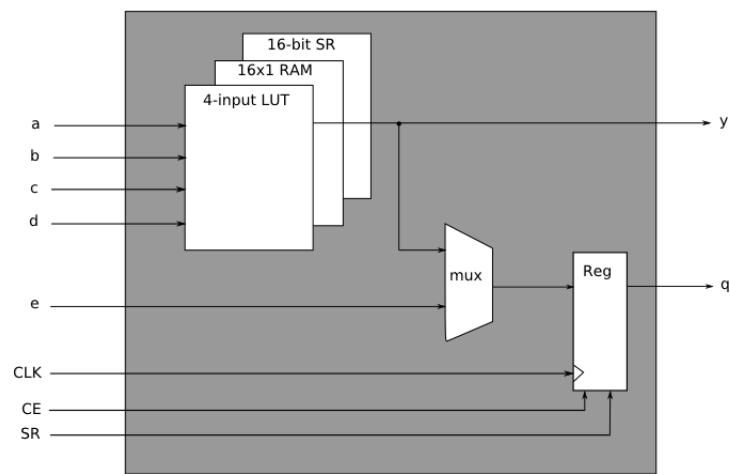 16-bit SR
16x1 RAM
4-input LUT
a
y
b
c
d
mux
Reg
q
e
CLK
CE
SR